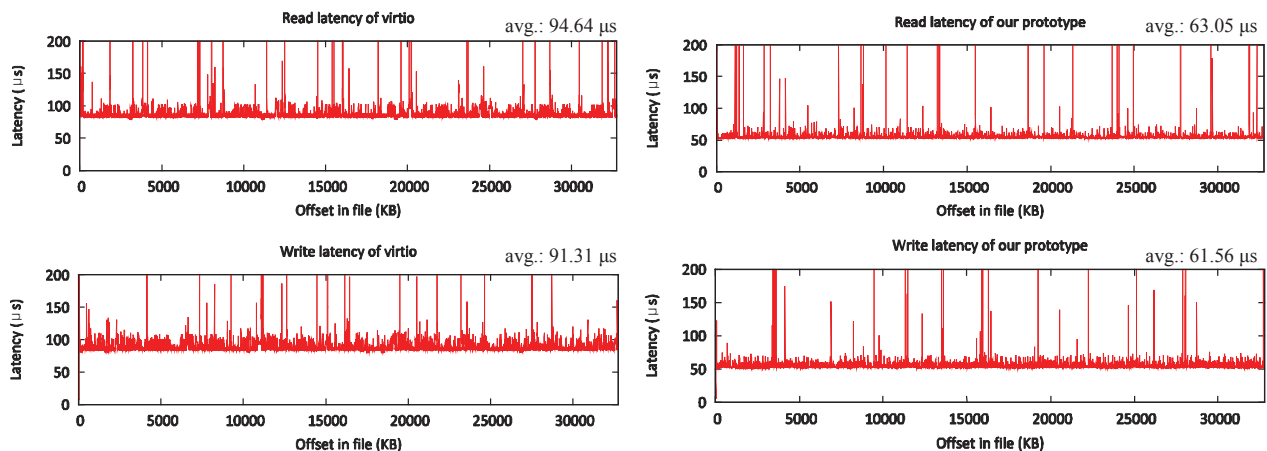 Read latency of virtio
avg.: 94.64 μs
200
150
100
50
0
Latency (μs)
0 5000 10000 15000 20000 25000 30000
Offset in file (KB)
Read latency of our prototype
avg.: 63.05 μs
200
150
100
50
0
Latency (μs)
0 5000 10000 15000 20000 25000 30000
Offset in file (KB)
Write latency of virtio
avg.: 91.31 μs
200
150
100
50
0
Latency (μs)
0 5000 10000 15000 20000 25000 30000
Offset in file (KB)
Write latency of our prototype
avg.: 61.56 μs
200
150
100
50
0
Latency (μs)
0 5000 10000 15000 20000 25000 30000
Offset in file (KB)